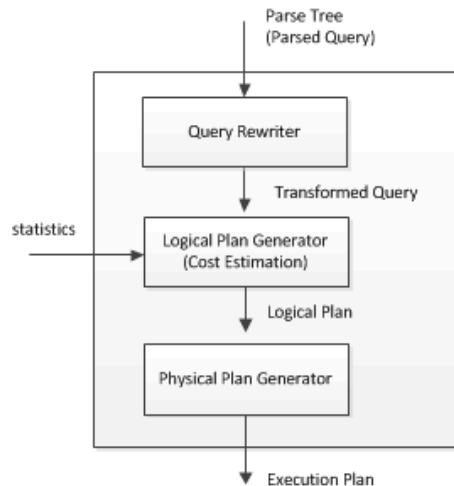 Parse Tree
(Parsed Query)
Query Rewriter
Transformed Query
statistics
Logical Plan Generator
(Cost Estimation)
Logical Plan
Physical Plan Generator
Execution Plan